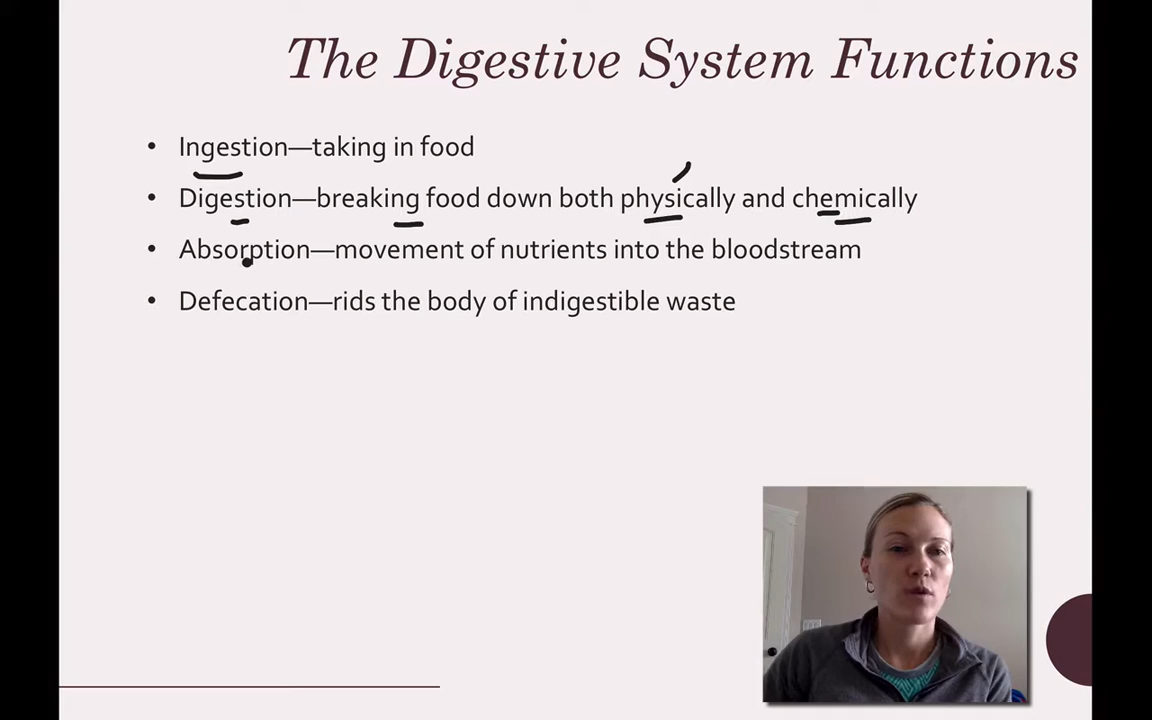 The Digestive System Functions
• Ingestion—taking in food
• Digestion—breaking food down both physically and chemically
• Absorption—movement of nutrients into the bloodstream
• Defecation—rids the body of indigestible waste